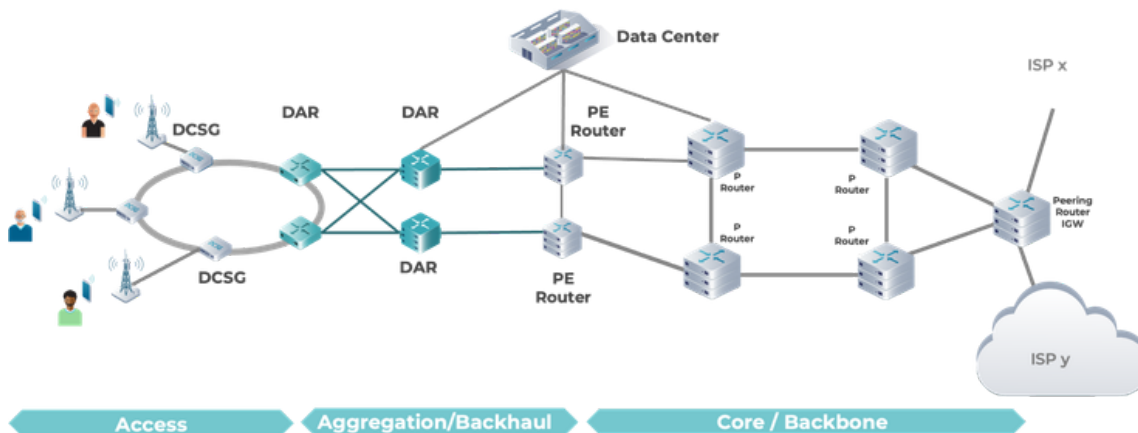 Data Center
ISP x
DCSG
DAR
DAR
PE
Router
P
Router
P
Router
Peering
Router
IGW
P
Router
P
Router
DCSG
DAR
PE
Router
ISP y
Access
Aggregation/Backhaul
Core / Backbone